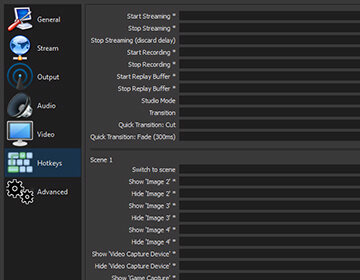 General
Stream
Output
Audio
Video
Hotkeys
Advanced
Start Streaming *
Stop Streaming *
Stop Streaming (discard delay)
Start Recording *
Stop Recording *
Start Replay Buffer *
Stop Replay Buffer *
Studio Mode
Transition
Quick Transition: Cut
Quick Transition: Fade (300ms)
Scene 1
Switch to scene
Show 'Image 2' *
Hide 'Image 2' *
Show 'Image 3' *
Hide 'Image 3' *
Show 'Image 4' *
Hide 'Image 4' *
Show 'Video Capture Device' *
Hide 'Video Capture Device' *
Show 'Game Capture' *